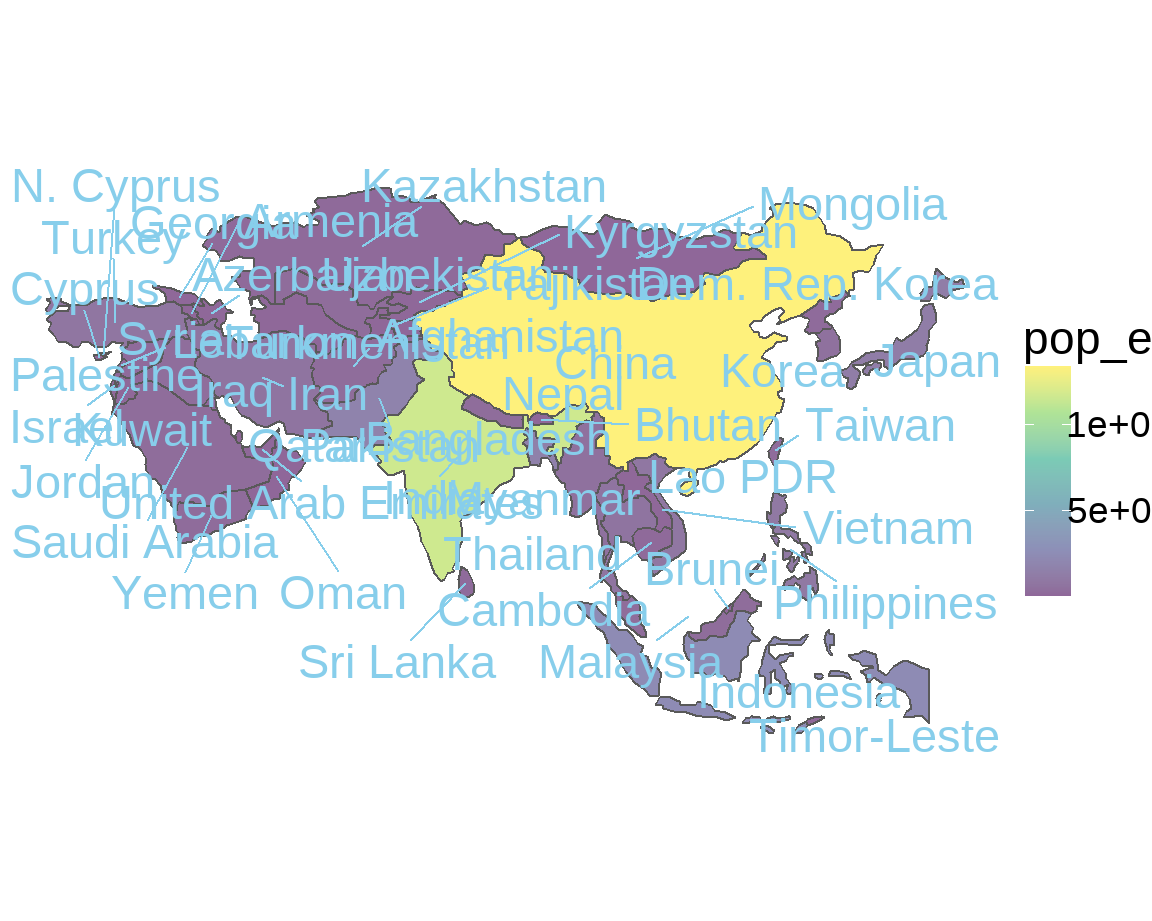 N. Cyprus
Kazakhstan
Mongolia
Georgia
Armenia
Turkey
Kyrgyzstan
Azerbaijan
Uzbekistan
Tajikistan
Dem. Rep. Korea
Cyprus
Syria
Lebanon
Turkmenistan
Afghanistan
China
Korea
Japan
Palestine
Iraq
Iran
Nepal
Israel
Kuwait
Bhutan
Taiwan
Qatar
Pakistan
Bangladesh
Jordan
Lao PDR
United Arab Emirates
India
Myanmar
Vietnam
Saudi Arabia
Thailand
Brunei
Yemen
Oman
Cambodia
Philippines
Sri Lanka
Malaysia
Indonesia
Timor-Leste
pop_e
1e+0
5e+0